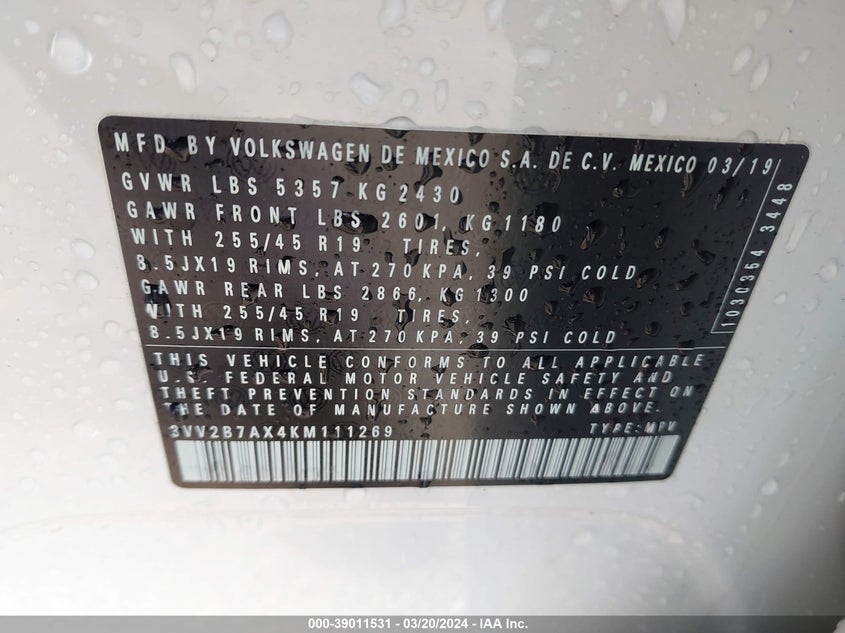 MFD. BY VOLKSWAGEN DE MEXICO S.A. DE C.V. MEXICO 03/19
GVWR LBS 5357 KG 2430
GAWR FRONT LBS 2601, KG 1180
WITH 255/45 R19 TIRES,
8.5JX19 RIMS, AT 270 KPA, 39 PSI COLD
GAWR REAR LBS 2866, KG 1300
WITH 255/45 R19 TIRES,
8.5JX19 RIMS, AT 270 KPA, 39 PSI COLD
1030354 3448
THIS VEHICLE CONFORMS TO ALL APPLICABLE
U.S. FEDERAL MOTOR VEHICLE SAFETY AND
THEFT PREVENTION STANDARDS IN EFFECT ON
THE DATE OF MANUFACTURE SHOWN ABOVE.
3VV2B7AX4KM111269 TYPE: MPV
000-39011531 - 03/20/2024 - IAA Inc.